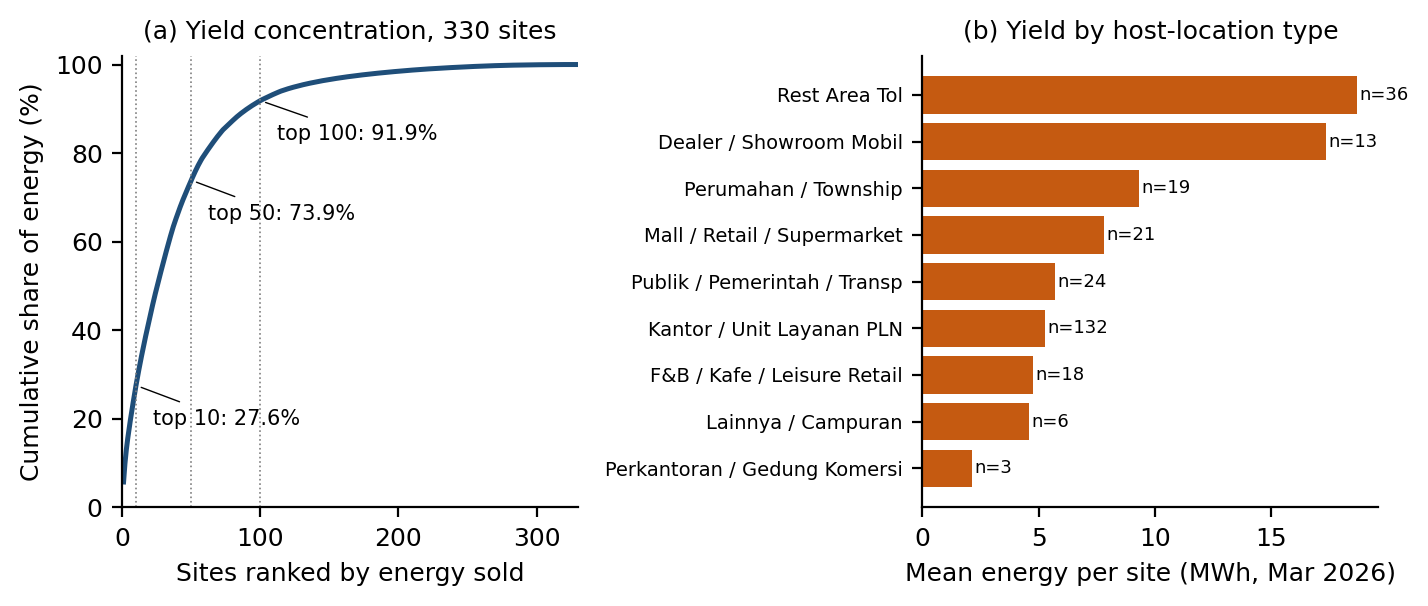 (a) Yield concentration, 330 sites
Cumulative share of energy (%)
100
80
60
40
20
0
top 100: 91.9%
top 50: 73.9%
top 10: 27.6%
0 100 200 300
Sites ranked by energy sold
(b) Yield by host-location type
Rest Area Tol n=36
Dealer / Showroom Mobil n=13
Perumahan / Township n=19
Mall / Retail / Supermarket n=21
Publik / Pemerintah / Transp n=24
Kantor / Unit Layanan PLN n=132
F&B / Kafe / Leisure Retail n=18
Lainnya / Campuran n=6
Perkantoran / Gedung Komersi n=3
0 5 10 15
Mean energy per site (MWh, Mar 2026)